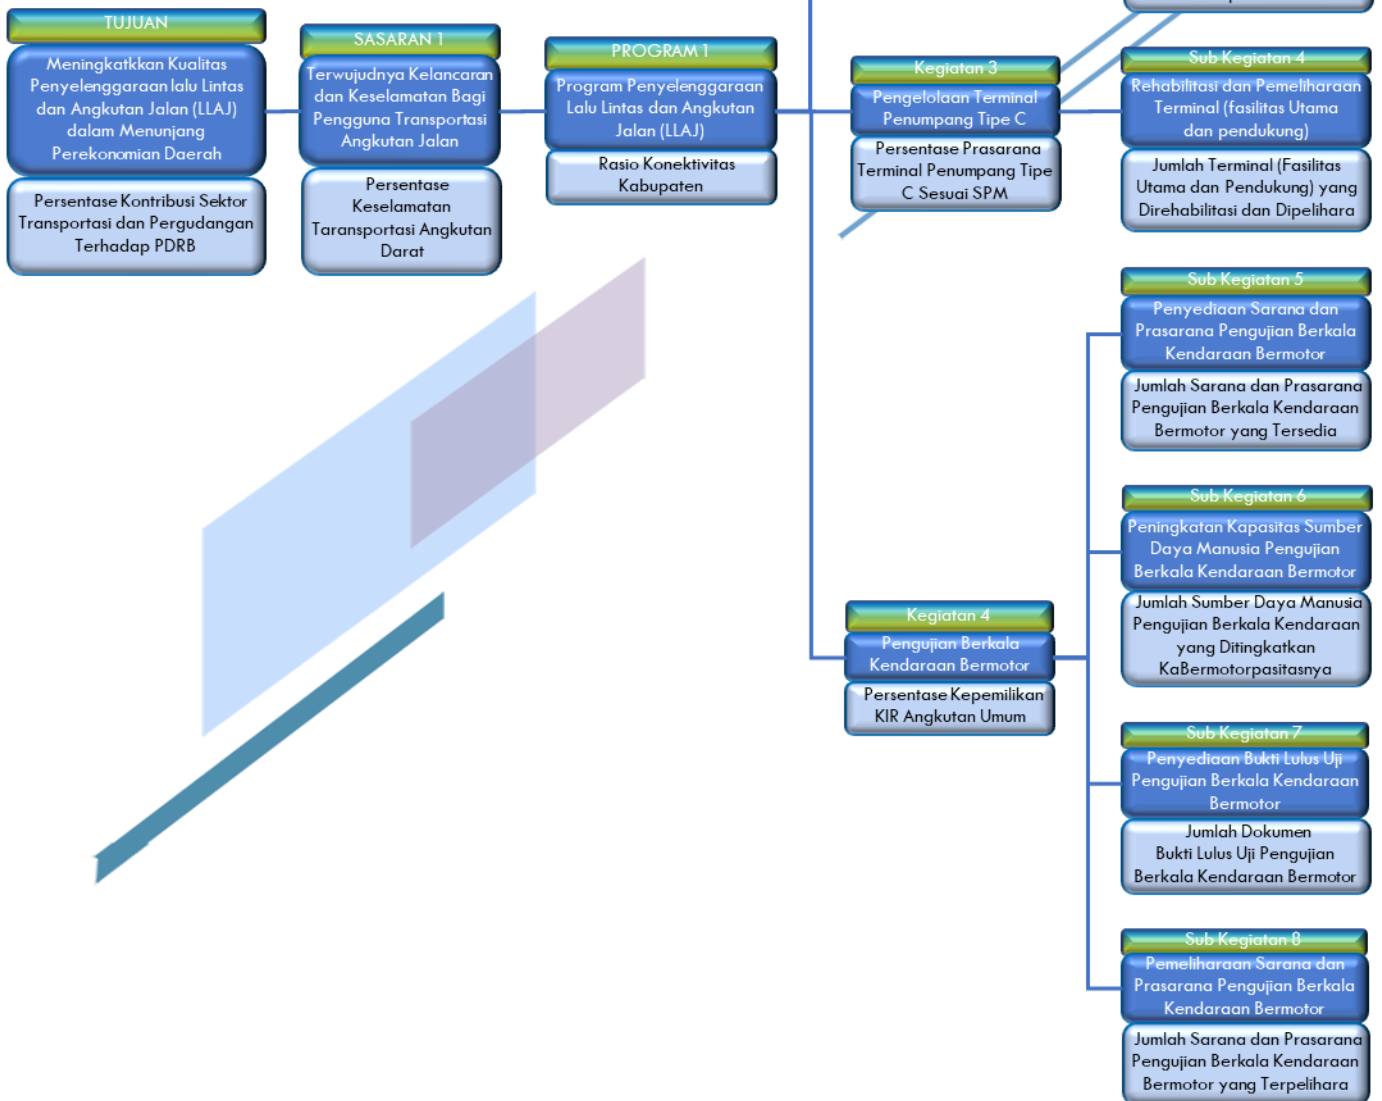 TUJUAN
Meningkatkkan Kualitas
Penyelenggaraan lalu Lintas
dan Angkutan Jalan (LLAJ)
dalam Menunjang
Perekonomian Daerah
Persentase Kontribusi Sektor
Transportasi dan Pergudangan
Terhadap PDRB
SASARAN 1
Terwujudnya Kelancaran
dan Keselamatan Bagi
Pengguna Transportasi
Angkutan Jalan
Persentase
Keselamatan
Taransportasi Angkutan
Darat
PROGRAM 1
Program Penyelenggaraan
Lalu Lintas dan Angkutan
Jalan (LLAJ)
Rasio Konektivitas
Kabupaten
Kegiatan 3
Pengelolaan Terminal
Penumpang Tipe C
Persentase Prasarana
Terminal Penumpang Tipe
C Sesuai SPM
Sub Kegiatan 4
Rehabilitasi dan Pemeliharaan
Terminal (fasilitas Utama
dan pendukung)
Jumlah Terminal (Fasilitas
Utama dan Pendukung) yang
Direhabilitasi dan Dipelihara
Kegiatan 4
Pengujian Berkala
Kendaraan Bermotor
Persentase Kepemilikan
KIR Angkutan Umum
Sub Kegiatan 5
Penyediaan Sarana dan
Prasarana Pengujian Berkala
Kendaraan Bermotor
Jumlah Sarana dan Prasarana
Pengujian Berkala Kendaraan
Bermotor yang Tersedia
Sub Kegiatan 6
Peningkatan Kapasitas Sumber
Daya Manusia Pengujian
Berkala Kendaraan Bermotor
Jumlah Sumber Daya Manusia
Pengujian Berkala Kendaraan
yang Ditingkatkan
KaBermotorpasitasnya
Sub Kegiatan 7
Penyediaan Bukti Lulus Uji
Pengujian Berkala Kendaraan
Bermotor
Jumlah Dokumen
Bukti Lulus Uji Pengujian
Berkala Kendaraan Bermotor
Sub Kegiatan 8
Pemeliharaan Sarana dan
Prasarana Pengujian Berkala
Kendaraan Bermotor
Jumlah Sarana dan Prasarana
Pengujian Berkala Kendaraan
Bermotor yang Terpelihara